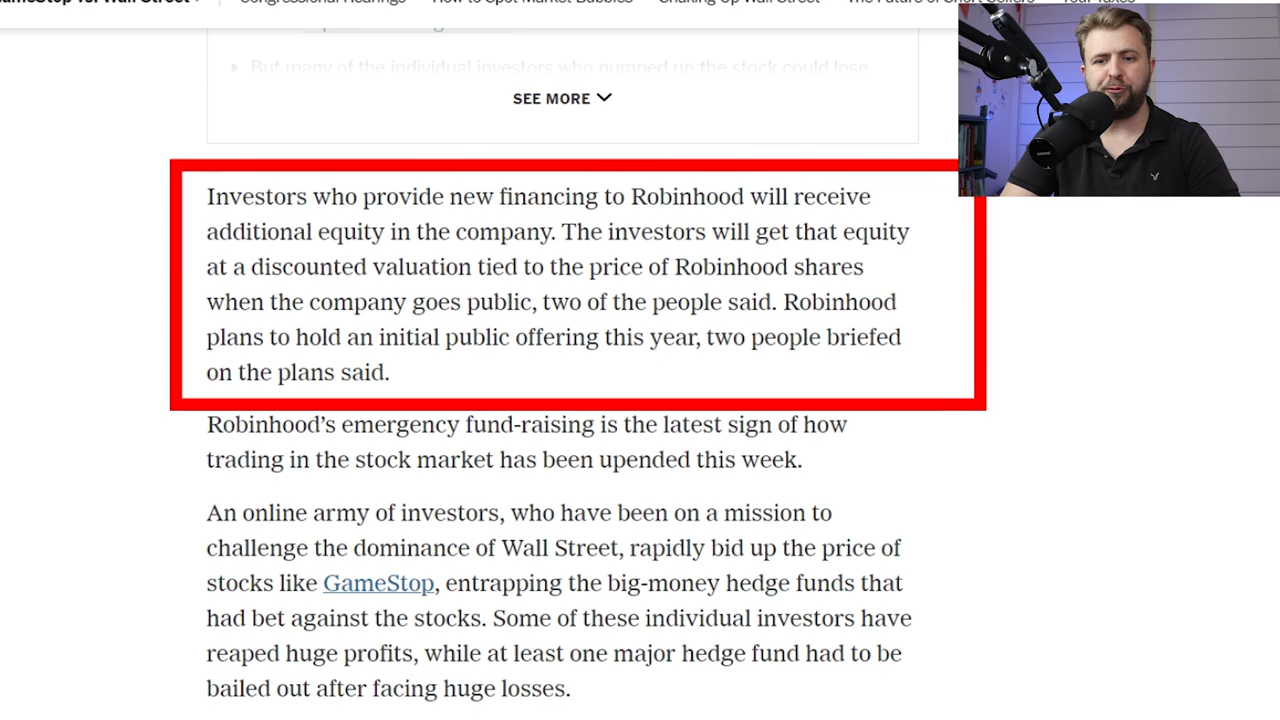 GameStop vs. Wall Street
Congressional Hearings
How to Spot Market Bubbles
Shaking Up Wall Street
The Future of Short Sellers
Your Taxes
But many of the individual investors who pumped up the stock could lose
SEE MORE
Investors who provide new financing to Robinhood will receive
additional equity in the company. The investors will get that equity
at a discounted valuation tied to the price of Robinhood shares
when the company goes public, two of the people said. Robinhood
plans to hold an initial public offering this year, two people briefed
on the plans said.
Robinhood’s emergency fund-raising is the latest sign of how
trading in the stock market has been upended this week.
An online army of investors, who have been on a mission to
challenge the dominance of Wall Street, rapidly bid up the price of
stocks like GameStop, entrapping the big-money hedge funds that
had bet against the stocks. Some of these individual investors have
reaped huge profits, while at least one major hedge fund had to be
bailed out after facing huge losses.